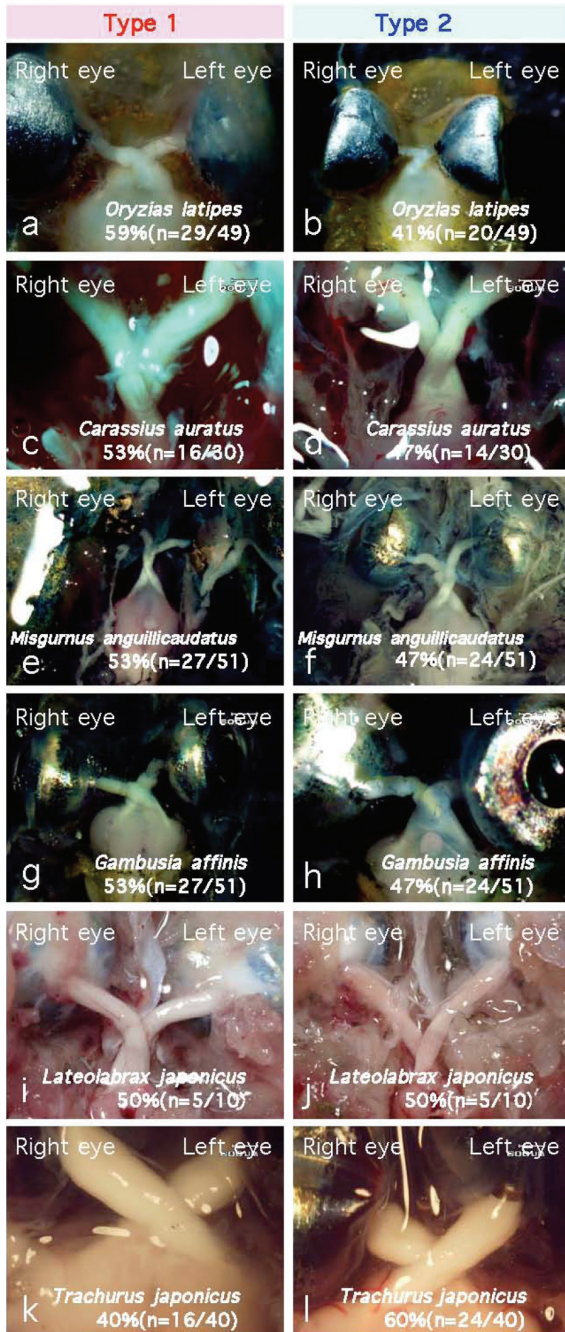 Type 1 Type 2
Right eye Left eye Right eye Left eye
Oryzias latipes Oryzias latipes
a 59%(n=29/49) b 41%(n=20/49)
Right eye Left eye Right eye Left eye
Carassius auratus Carassius auratus
c 53%(n=16/30) d 47%(n=14/30)
Right eye Left eye Right eye Left eye
Misgurnus anguillicaudatus Misgurnus anguillicaudatus
e 53%(n=27/51) f 47%(n=24/51)
Right eye Left eye Right eye Left eye
Gambusia affinis Gambusia affinis
g 53%(n=27/51) h 47%(n=24/51)
Right eye Left eye Right eye Left eye
Lateolabrax japonicus Lateolabrax japonicus
i 50%(n=5/10) j 50%(n=5/10)
Right eye Left eye Right eye Left eye
Trachurus japonicus Trachurus japonicus
k 40%(n=16/40) l 60%(n=24/40)